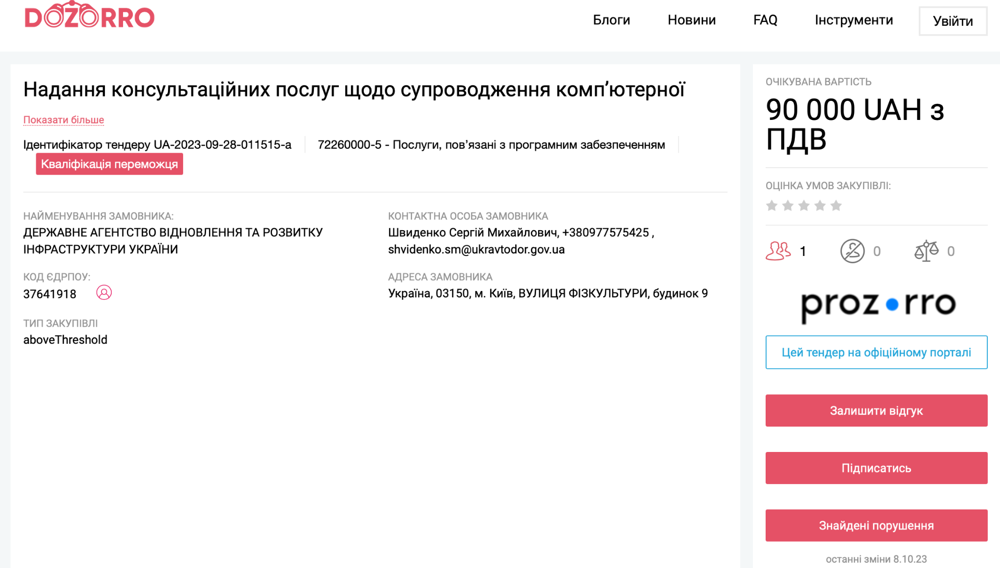 DOZORRO
Блоги
Новини
FAQ
Інструменти
Увійти
Надання консультаційних послуг щодо супроводження комп’ютерної
Показати більше
Ідентифікатор тендеру UA-2023-09-28-011515-a
72260000-5 - Послуги, пов’язані з програмним забезпеченням
Кваліфікація переможця
НАЙМЕНУВАННЯ ЗАМОВНИКА:
ДЕРЖАВНЕ АГЕНТСТВО ВІДНОВЛЕННЯ ТА РОЗВИТКУ
ІНФРАСТРУКТУРИ УКРАЇНИ
КОД ЄДРПОУ:
37641918
ТИП ЗАКУПІВЛІ
aboveThreshold
КОНТАКТНА ОСОБА ЗАМОВНИКА
Швиденко Сергій Михайлович, +380977575425 ,
shvidenko.sm@ukravtodor.gov.ua
АДРЕСА ЗАМОВНИКА
Україна, 03150, м. Київ, ВУЛИЦЯ ФІЗКУЛЬТУРИ, будинок 9
ОЧІКУВАНА ВАРТІСТЬ
90 000 UAH з
ПДВ
ОЦІНКА УМОВ ЗАКУПІВЛІ:
1
0
0
prozorro
Цей тендер на офіційному порталі
Залишити відгук
Підписатись
Знайдені порушення
останні зміни 8.10.23